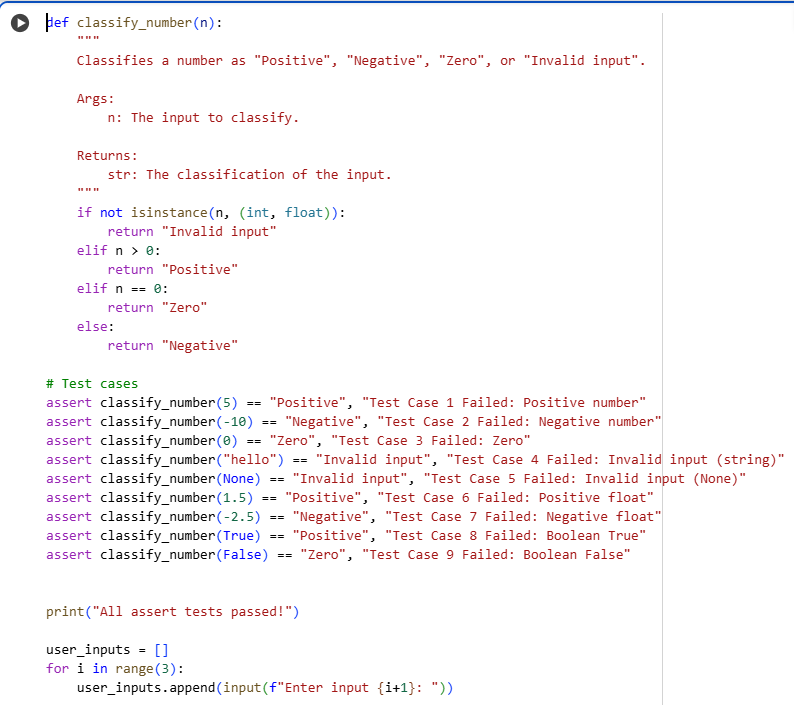 def classify_number(n):
    """
    Classifies a number as "Positive", "Negative", "Zero", or "Invalid input".

    Args:
        n: The input to classify.

    Returns:
        str: The classification of the input.
    """
    if not isinstance(n, (int, float)):
        return "Invalid input"
    elif n > 0:
        return "Positive"
    elif n == 0:
        return "Zero"
    else:
        return "Negative"

# Test cases
assert classify_number(5) == "Positive", "Test Case 1 Failed: Positive number"
assert classify_number(-10) == "Negative", "Test Case 2 Failed: Negative number"
assert classify_number(0) == "Zero", "Test Case 3 Failed: Zero"
assert classify_number("hello") == "Invalid input", "Test Case 4 Failed: Invalid input (string)"
assert classify_number(None) == "Invalid input", "Test Case 5 Failed: Invalid input (None)"
assert classify_number(1.5) == "Positive", "Test Case 6 Failed: Positive float"
assert classify_number(-2.5) == "Negative", "Test Case 7 Failed: Negative float"
assert classify_number(True) == "Positive", "Test Case 8 Failed: Boolean True"
assert classify_number(False) == "Zero", "Test Case 9 Failed: Boolean False"


print("All assert tests passed!")

user_inputs = []
for i in range(3):
    user_inputs.append(input(f"Enter input {i+1}: "))